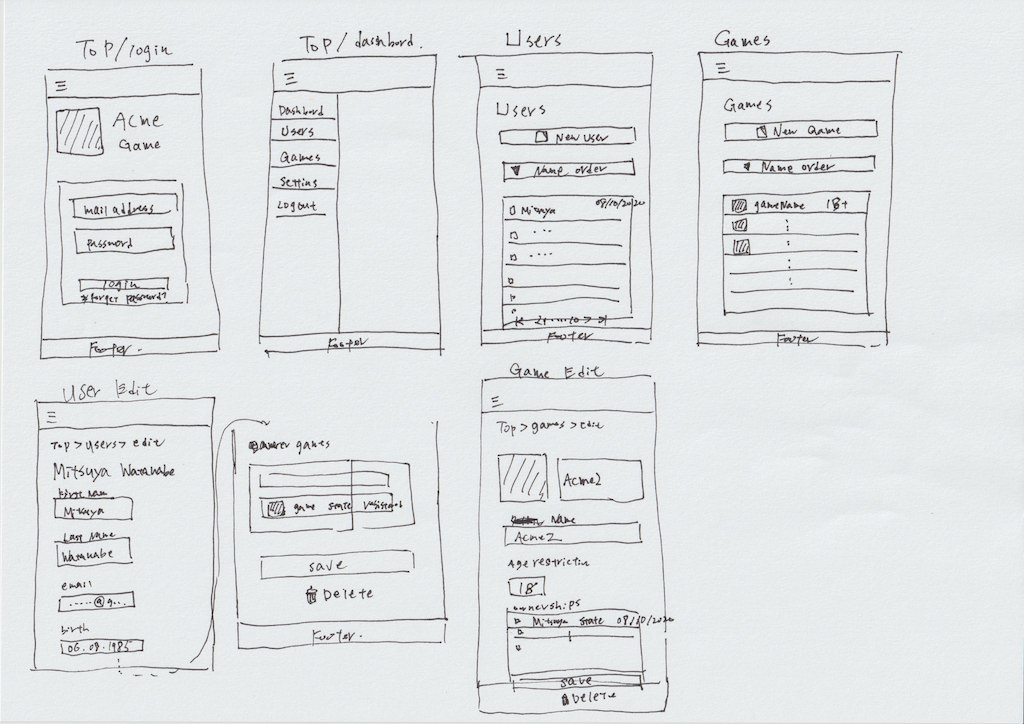 Top/login
Acme
Game
mail address
password
login
*forget password?
Footer.
Top/dashbord.
Dashbord
Users
Games
Setting
Logout
Footer
Users
Users
New user
Name order
Mitsuya 08/10/2020
....
....
Footer
Games
Games
New Game
Name order
gameName 18+
Footer
User Edit
Top > users > edit
Mitsuya Watanabe
First Name
Mitsuya
Last Name
Watanabe
email
.....@g...
birth
06.08.1985
games
game state
save
Delete
Footer.
Game Edit
Top > games > edit
Acme2
Name
Acme2
Age restriction
18
ownerships
Mitsuya state 08/10/2020
save
Delete